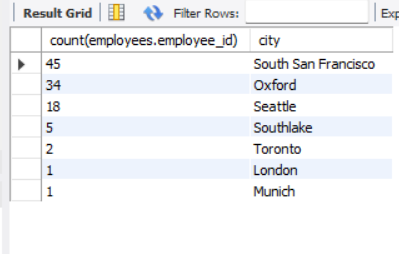 Result Grid Filter Rows: Exp
count(employees.employee_id) city
45 South San Francisco
34 Oxford
18 Seattle
5 Southlake
2 Toronto
1 London
1 Munich